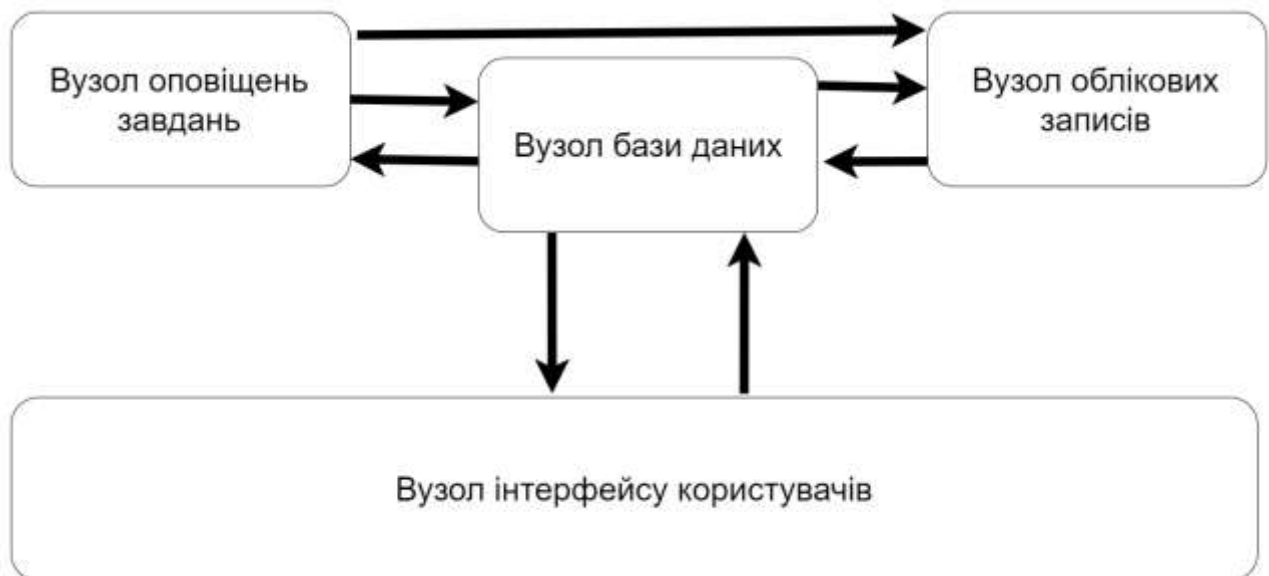 Вузол оповіщень
завдань
Вузол бази даних
Вузол облікових
записів
Вузол інтерфейсу користувачів